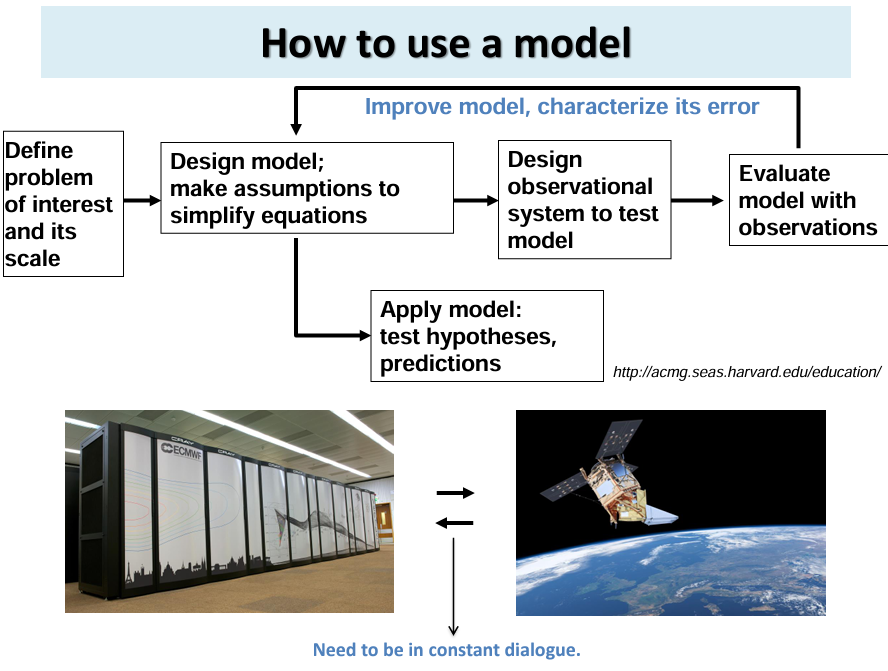 How to use a model
Improve model, characterize its error
Define
problem
of interest
and its
scale
Design model;
make assumptions to
simplify equations
Design
observational
system to test
model
Evaluate
model with
observations
Apply model:
test hypotheses,
predictions
http://acmg.seas.harvard.edu/education/
CRAY
ECMWF
Need to be in constant dialogue.